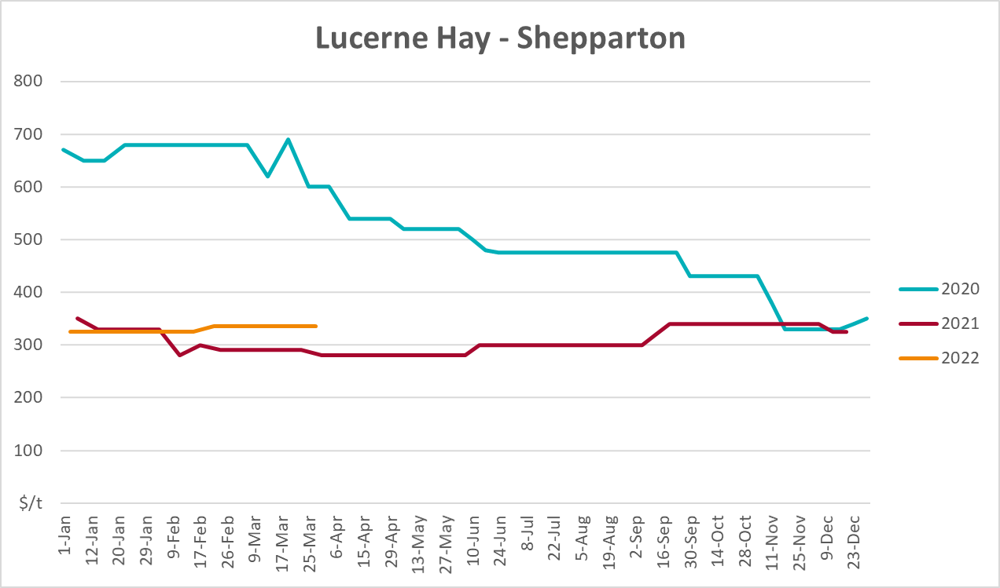 Lucerne Hay - Shepparton
800
700
600
500
400
300
200
100
$/t
1-Jan
12-Jan
20-Jan
29-Jan
9-Feb
17-Feb
26-Feb
9-Mar
17-Mar
25-Mar
6-Apr
15-Apr
29-Apr
13-May
27-May
10-Jun
24-Jun
8-Jul
22-Jul
5-Aug
19-Aug
2-Sep
16-Sep
30-Sep
14-Oct
28-Oct
11-Nov
25-Nov
9-Dec
23-Dec
2020
2021
2022